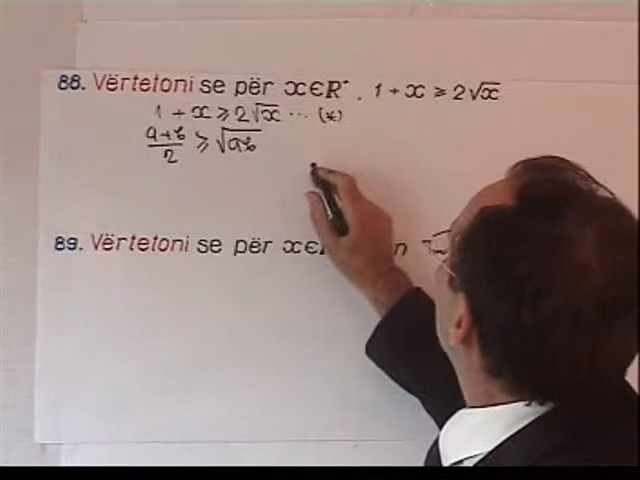 88. Vërtetoni se për x∈R⁺, 1+x ≥ 2√x
1+x ≥ 2√x ... (*)
(a+b)/2 ≥ √ab
89. Vërtetoni se për x∈